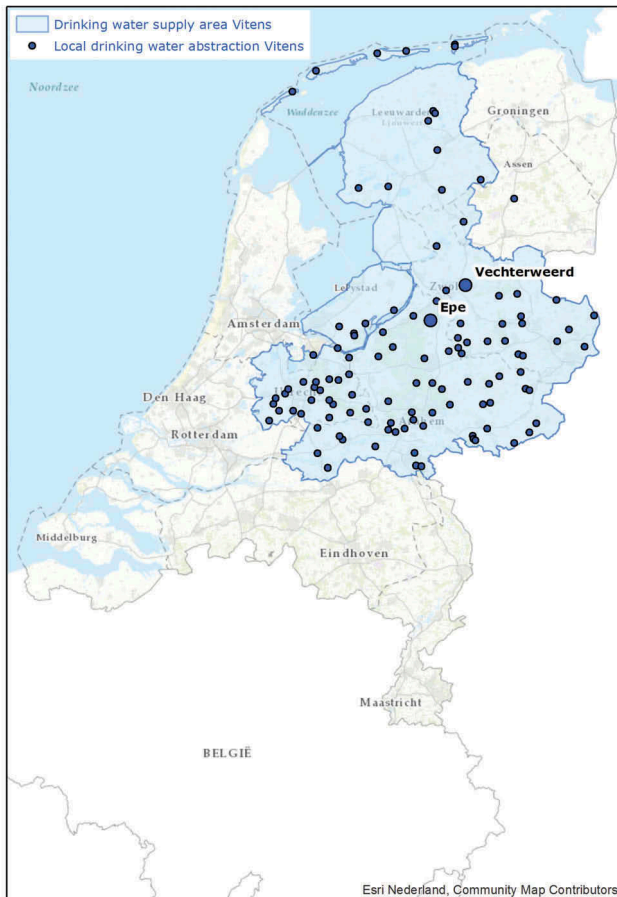 Drinking water supply area Vitens
Local drinking water abstraction Vitens
Noordzee
Waddenzee
Leeuwarden
Groningen
Assen
Vechterweerd
Lelystad
Epe
Amsterdam
Den Haag
Rotterdam
Middelburg
Eindhoven
Maastricht
BELGIË
Esri Nederland, Community Map Contributors